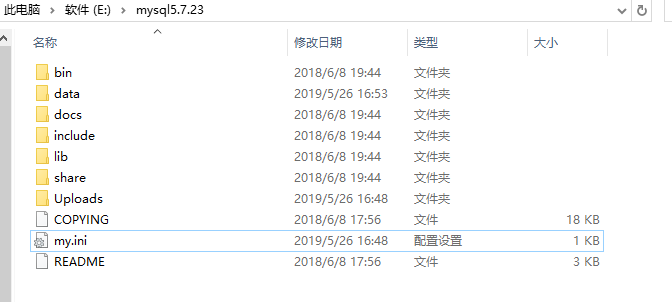 此电脑 > 软件 (E:) > mysql5.7.23
名称 修改日期 类型 大小
bin 2018/6/8 19:44 文件夹
data 2019/5/26 16:53 文件夹
docs 2018/6/8 19:44 文件夹
include 2018/6/8 19:44 文件夹
lib 2018/6/8 19:44 文件夹
share 2018/6/8 19:44 文件夹
Uploads 2019/5/26 16:48 文件夹
COPYING 2018/6/8 17:56 文件 18 KB
my.ini 2019/5/26 16:48 配置设置 1 KB
README 2018/6/8 17:56 文件 3 KB